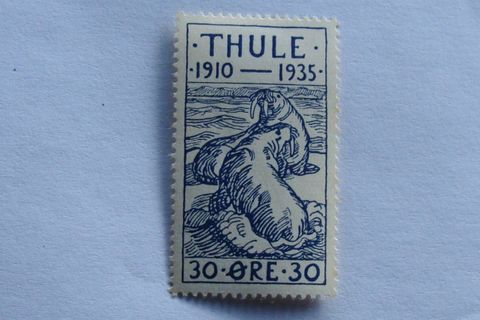 · THULE ·
· 1910 — 1935 ·
30 · ØRE · 30